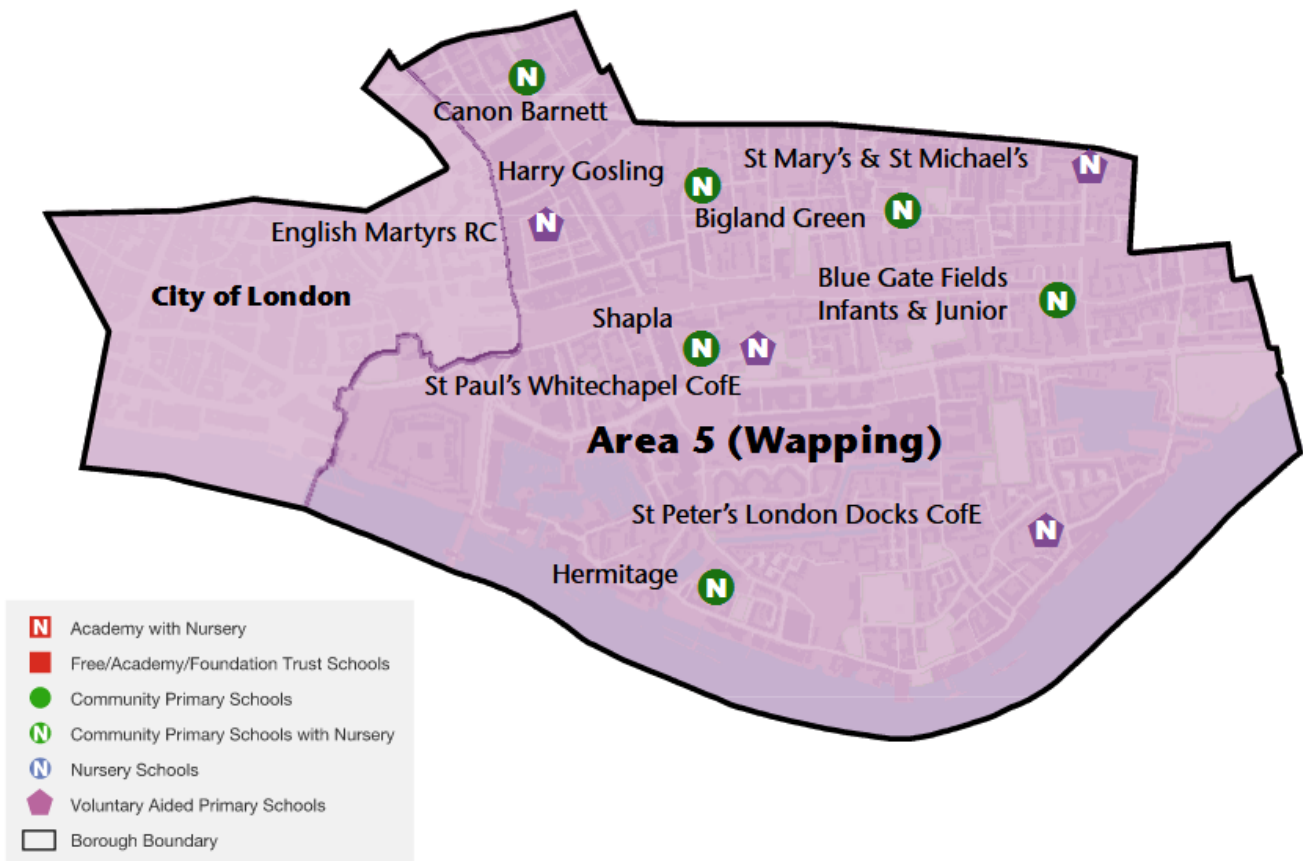 N
Canon Barnett
Harry Gosling
N
St Mary's & St Michael's
N
English Martyrs RC
N
Bigland Green
N
City of London
Blue Gate Fields
Infants & Junior
N
Shapla
N
N
St Paul's Whitechapel CofE
Area 5 (Wapping)
St Peter's London Docks CofE
N
Hermitage
N
N Academy with Nursery
Free/Academy/Foundation Trust Schools
Community Primary Schools
N Community Primary Schools with Nursery
N Nursery Schools
Voluntary Aided Primary Schools
Borough Boundary